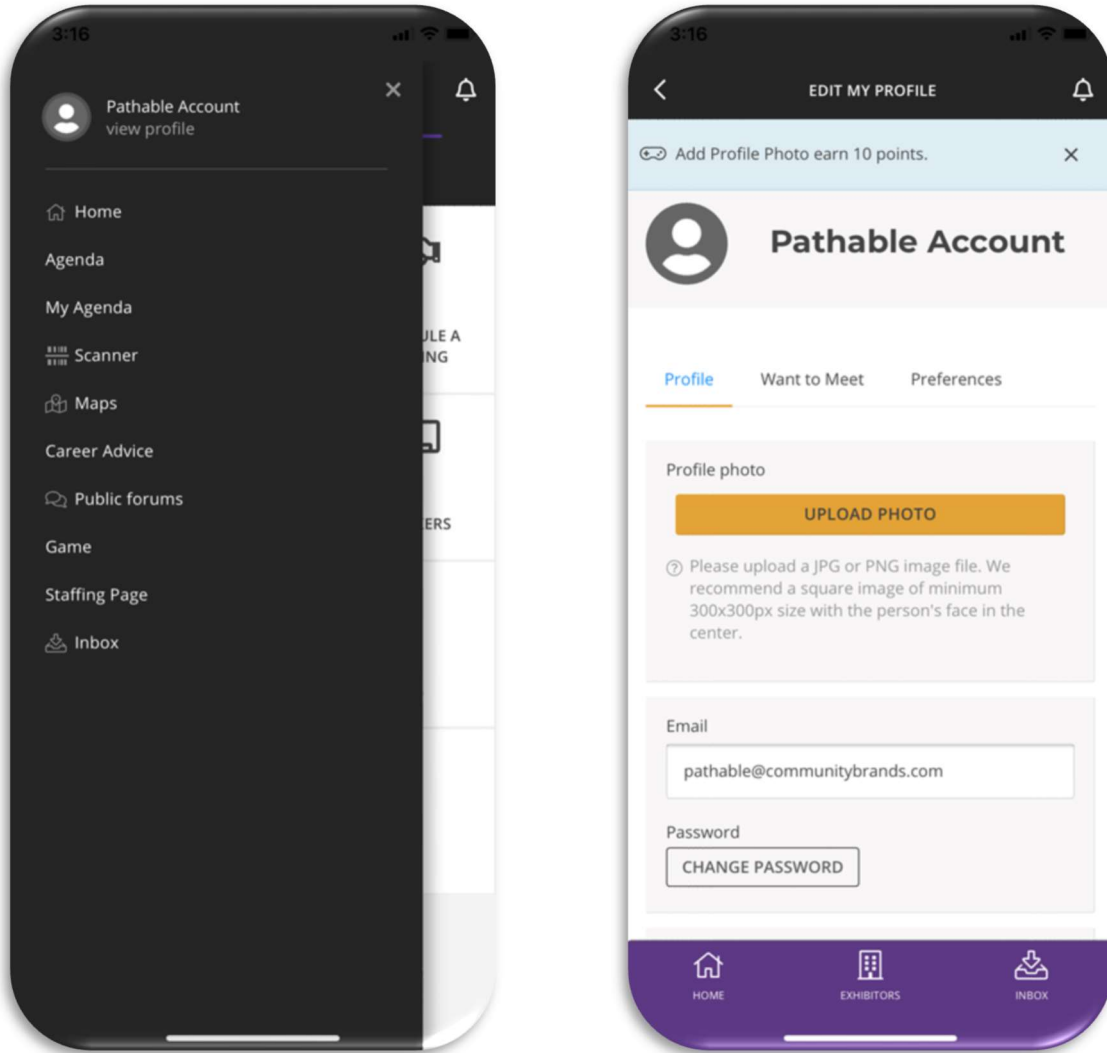 3:16
Pathable Account
view profile
Home
Agenda
My Agenda
Scanner
Maps
Career Advice
Public forums
Game
Staffing Page
Inbox
ULE A
ING
ERS
3:16
EDIT MY PROFILE
Add Profile Photo earn 10 points.
Pathable Account
Profile Want to Meet Preferences
Profile photo
UPLOAD PHOTO
Please upload a JPG or PNG image file. We
recommend a square image of minimum
300x300px size with the person's face in the
center.
Email
pathable@communitybrands.com
Password
CHANGE PASSWORD
HOME EXHIBITORS INBOX